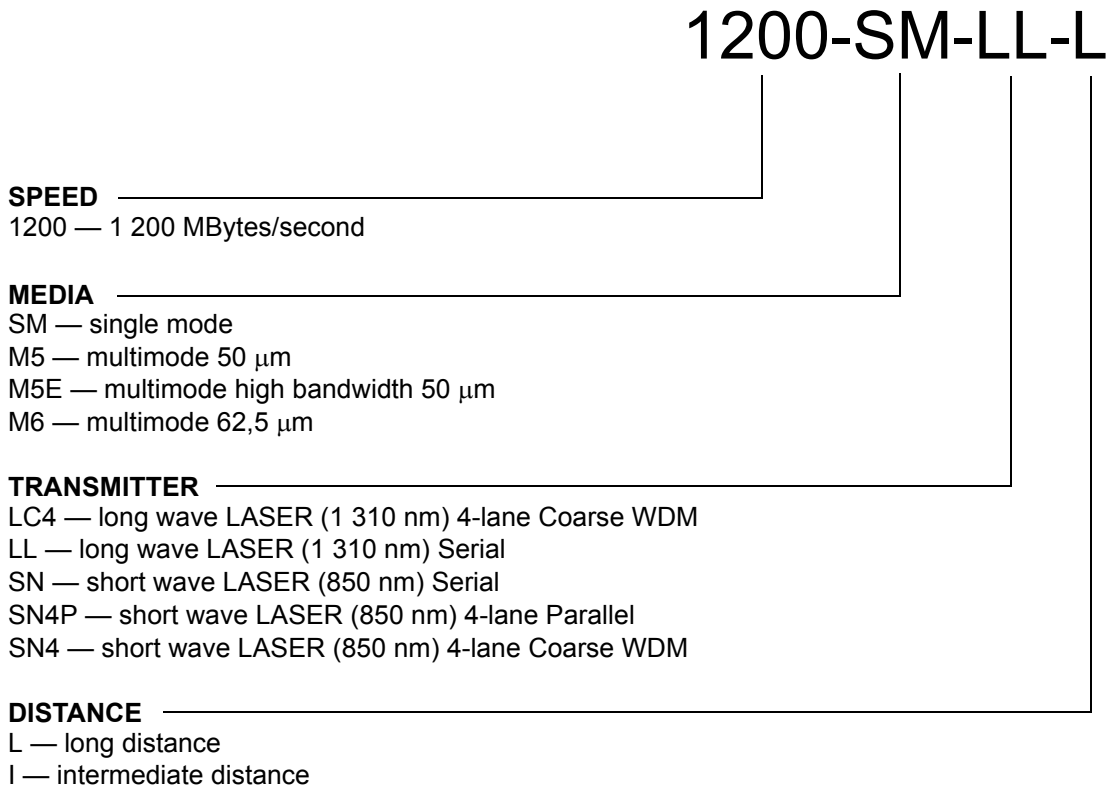 1200-SM-LL-L
SPEED
1200 — 1 200 MBytes/second
MEDIA
SM — single mode
M5 — multimode 50 μm
M5E — multimode high bandwidth 50 μm
M6 — multimode 62,5 μm
TRANSMITTER
LC4 — long wave LASER (1 310 nm) 4-lane Coarse WDM
LL — long wave LASER (1 310 nm) Serial
SN — short wave LASER (850 nm) Serial
SN4P — short wave LASER (850 nm) 4-lane Parallel
SN4 — short wave LASER (850 nm) 4-lane Coarse WDM
DISTANCE
L — long distance
I — intermediate distance